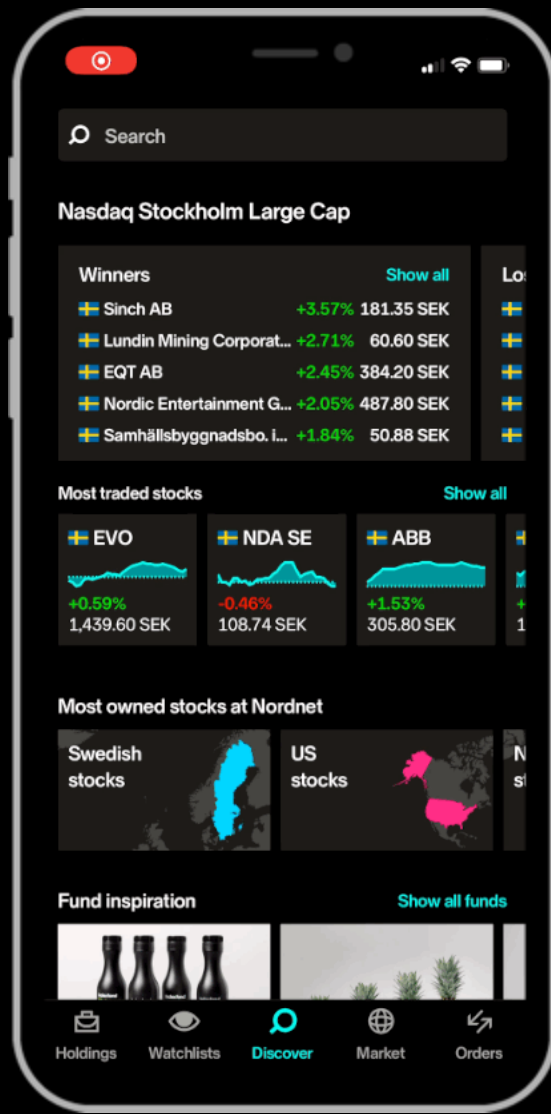 Search
Nasdaq Stockholm Large Cap
Winners
Show all
Sinch AB +3.57% 181.35 SEK
Lundin Mining Corporat... +2.71% 60.60 SEK
EQT AB +2.45% 384.20 SEK
Nordic Entertainment G... +2.05% 487.80 SEK
Samhällsbyggnadsbo. i... +1.84% 50.88 SEK
Most traded stocks
Show all
EVO
+0.59%
1,439.60 SEK
NDA SE
-0.46%
108.74 SEK
ABB
+1.53%
305.80 SEK
Most owned stocks at Nordnet
Swedish
stocks
US
stocks
Fund inspiration
Show all funds
Holdings
Watchlists
Discover
Market
Orders